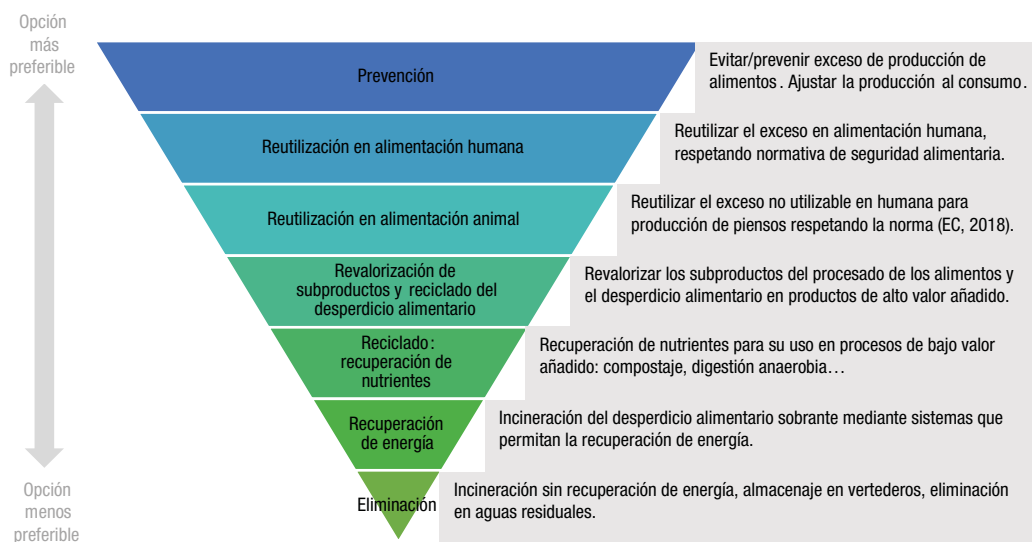 Opción
más
preferible
Prevención
Evitar/prevenir exceso de producción de
alimentos. Ajustar la producción al consumo.
Reutilización en alimentación humana
Reutilizar el exceso en alimentación humana,
respetando normativa de seguridad alimentaria.
Reutilización en alimentación animal
Reutilizar el exceso no utilizable en humana para
producción de piensos respetando la norma (EC, 2018).
Revalorización de
subproductos y reciclado del
desperdicio alimentario
Revalorizar los subproductos del procesado de los alimentos y
el desperdicio alimentario en productos de alto valor añadido.
Reciclado:
recuperación de
nutrientes
Recuperación de nutrientes para su uso en procesos de bajo valor
añadido: compostaje, digestión anaerobia…
Recuperación
de energía
Incineración del desperdicio alimentario sobrante mediante sistemas que
permitan la recuperación de energía.
Opción
menos
preferible
Eliminación
Incineración sin recuperación de energía, almacenaje en vertederos, eliminación
en aguas residuales.